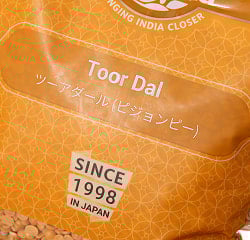 NGING INDIA CLOSER
Toor Dal
ツーアダール (ピジョンピー)
SINCE
1998
IN JAPAN